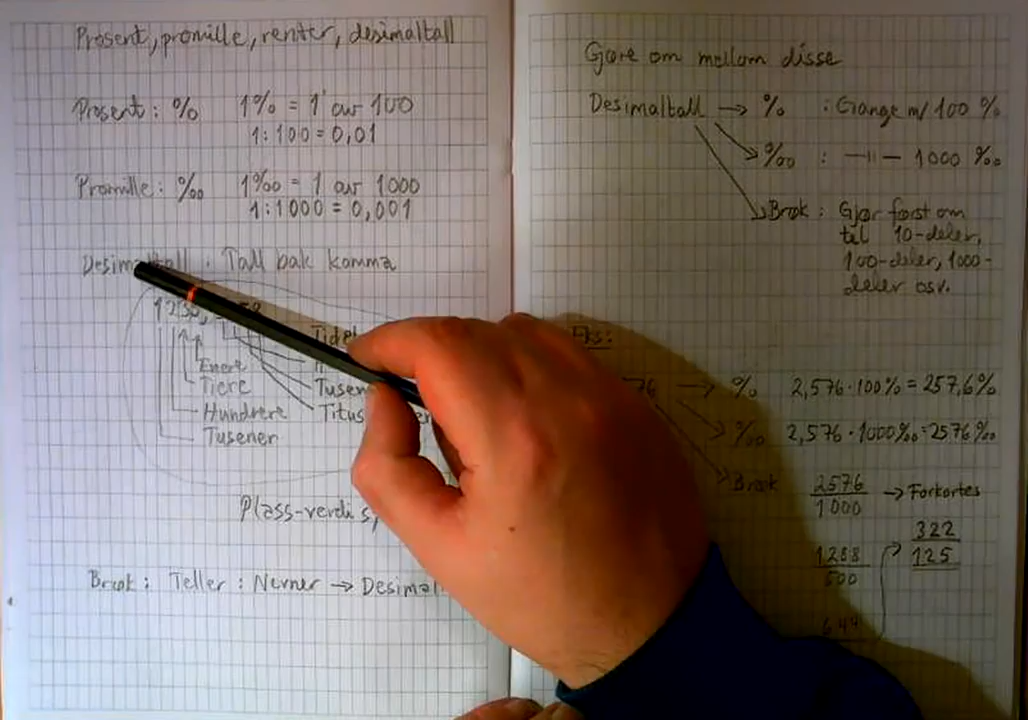 Prosent, promille, renter, desimaltall
Prosent: % 1% = 1 av 100
1:100 = 0,01
Promille: ‰ 1‰ = 1 av 1000
1:1000 = 0,001
Desimaltall : Tall bak komma
Enere
Tiere
Hundrere
Tusener
Plass-verdi s
Brøk: Teller : Nevner →
Gjøre om mellom disse
Desimaltall → % : Gange m/ 100 %
‰ : —11— 1000 ‰
Brøk : Gjør først om
til 10-deler,
100-deler, 1000-
deler osv.
Eks:
→ % 2,576 · 100% = 257,6%
‰ 2,576 · 1000‰ = 2576‰
Brøk 2576/1000 → Forkortes
1288/500
644
322/125